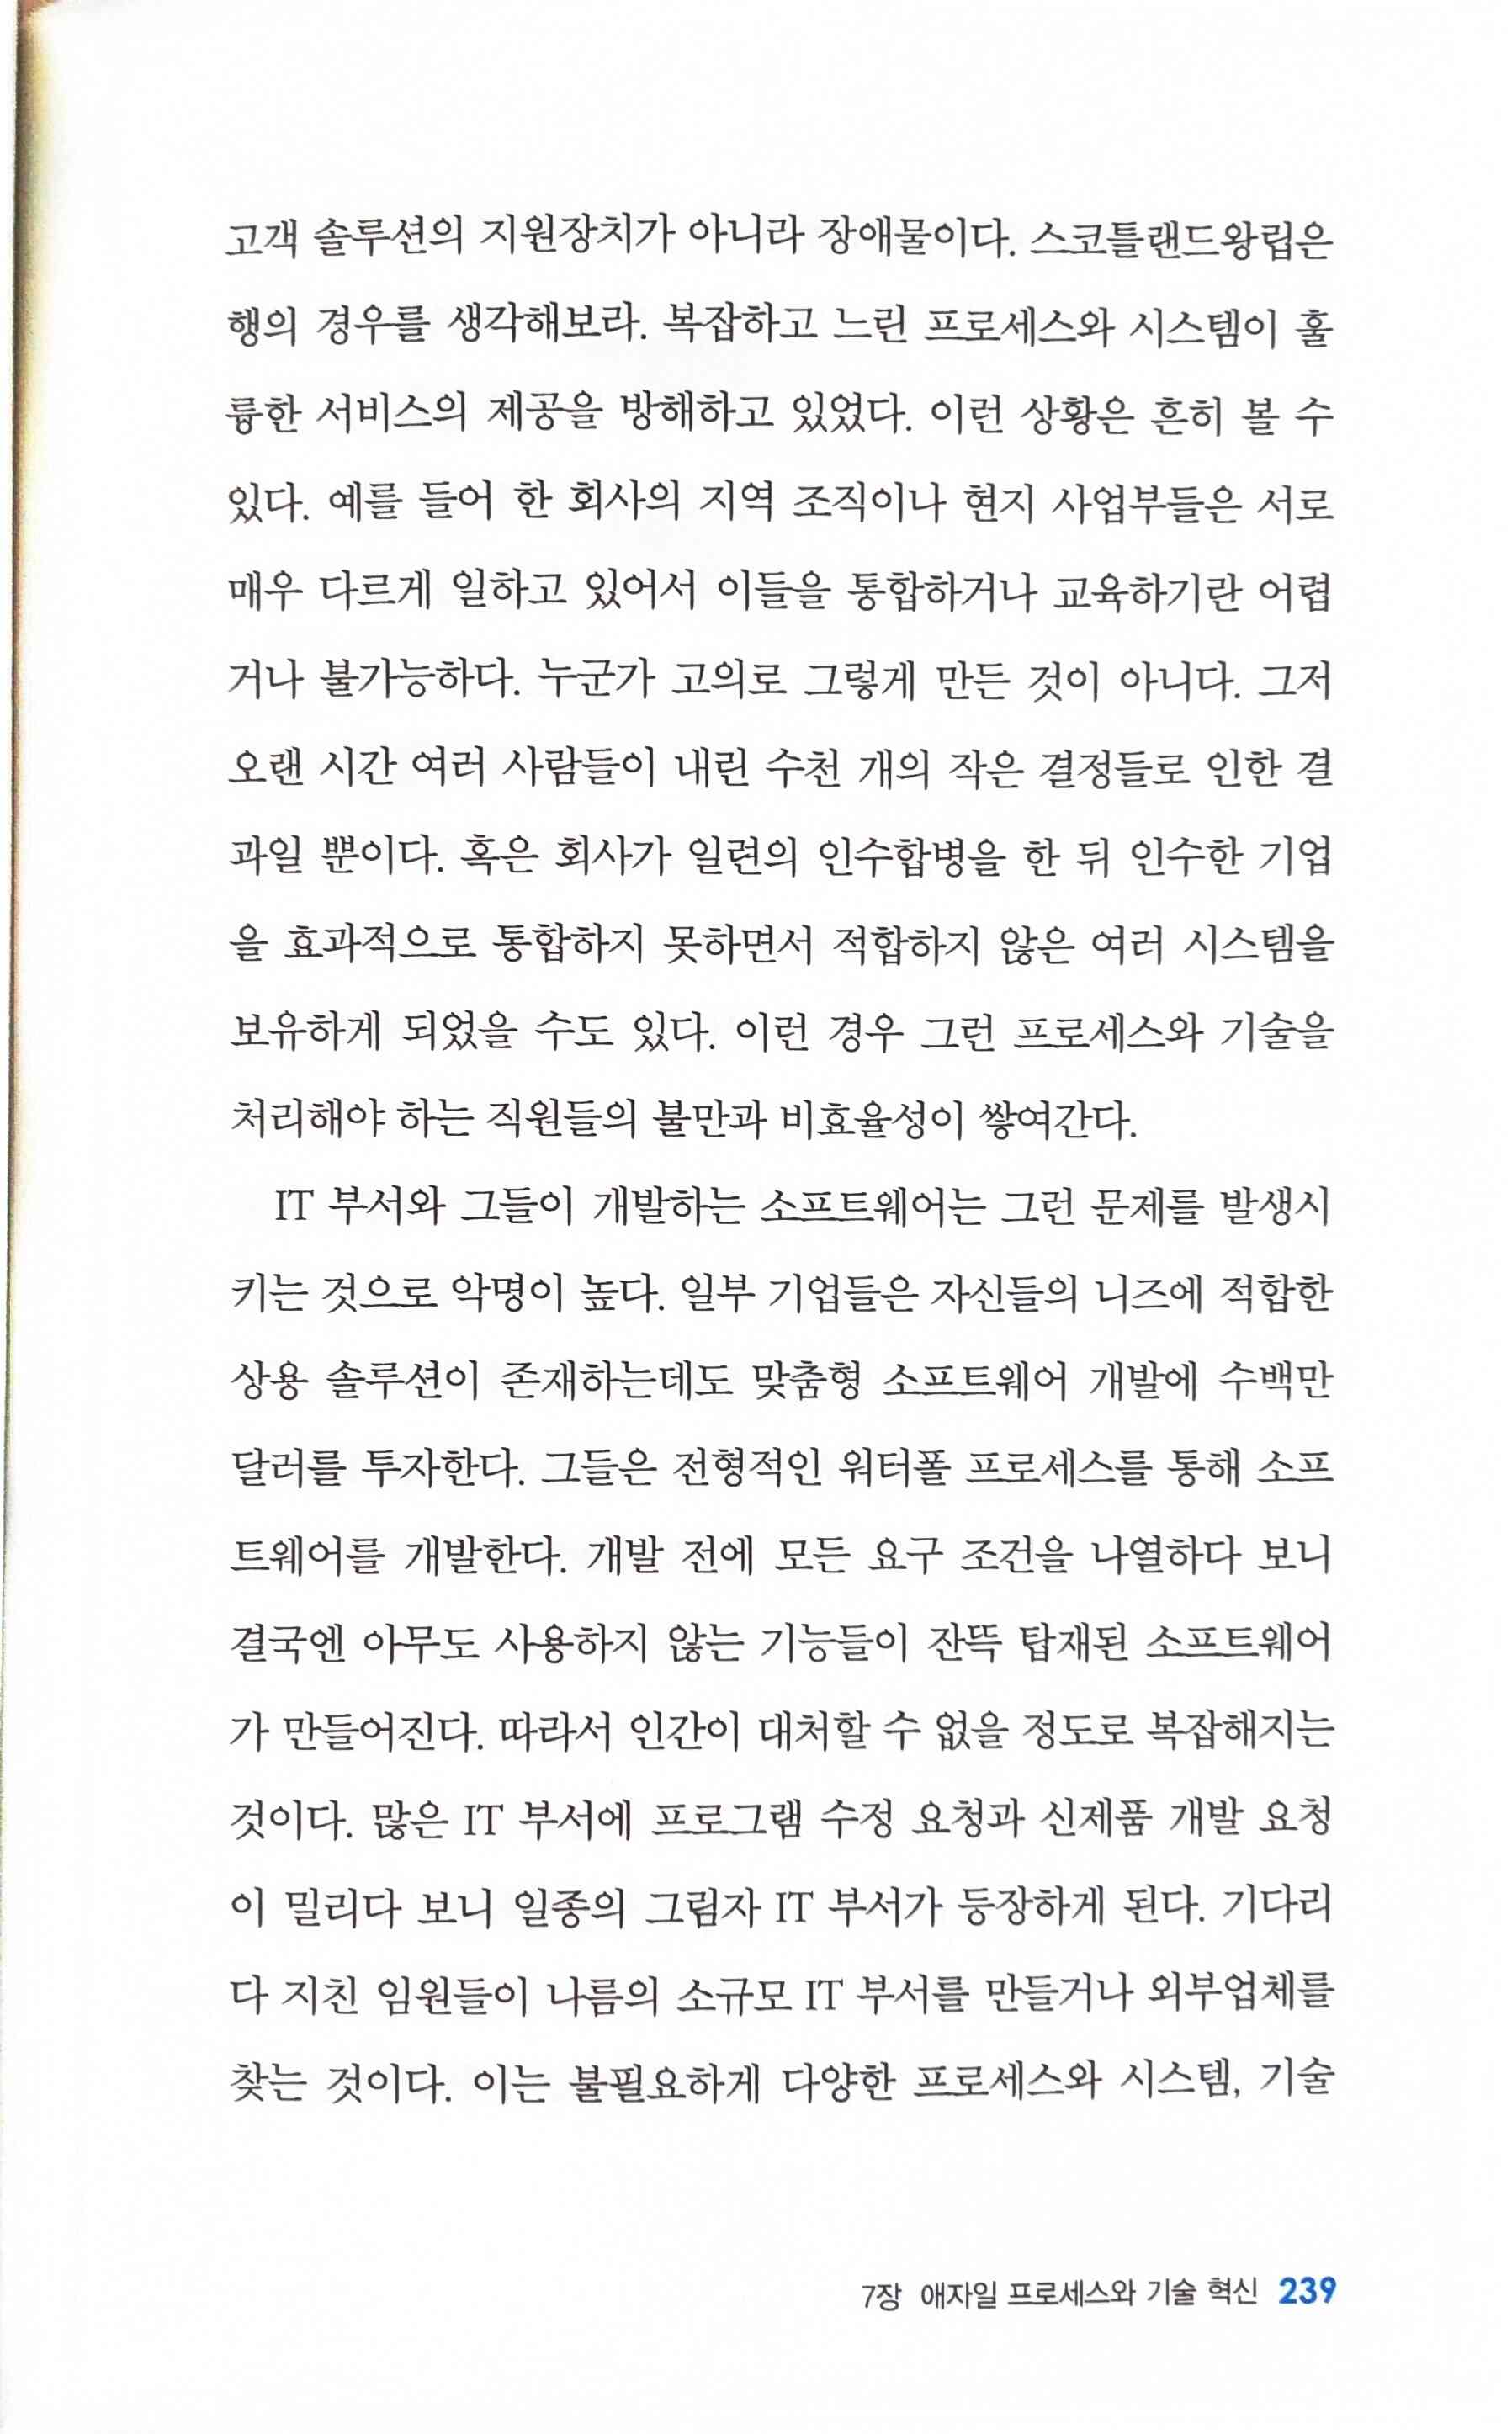 고객 솔루션의 지원장치가 아니라 장애물이다. 스코틀랜드왕립은
행의 경우를 생각해보라. 복잡하고 느린 프로세스와 시스템이 훌
륭한 서비스의 제공을 방해하고 있었다. 이런 상황은 흔히 볼 수
있다. 예를 들어 한 회사의 지역 조직이나 현지 사업부들은 서로
매우 다르게 일하고 있어서 이들을 통합하거나 교육하기란 어렵
거나 불가능하다. 누군가 고의로 그렇게 만든 것이 아니다. 그저
오랜 시간 여러 사람들이 내린 수천 개의 작은 결정들로 인한 결
과일 뿐이다. 혹은 회사가 일련의 인수합병을 한 뒤 인수한 기업
을 효과적으로 통합하지 못하면서 적합하지 않은 여러 시스템을
보유하게 되었을 수도 있다. 이런 경우 그런 프로세스와 기술을
처리해야 하는 직원들의 불만과 비효율성이 쌓여간다.
IT 부서와 그들이 개발하는 소프트웨어는 그런 문제를 발생시
키는 것으로 악명이 높다. 일부 기업들은 자신들의 니즈에 적합한
상용 솔루션이 존재하는데도 맞춤형 소프트웨어 개발에 수백만
달러를 투자한다. 그들은 전형적인 워터폴 프로세스를 통해 소프
트웨어를 개발한다. 개발 전에 모든 요구 조건을 나열하다 보니
결국엔 아무도 사용하지 않는 기능들이 잔뜩 탑재된 소프트웨어
가 만들어진다. 따라서 인간이 대처할 수 없을 정도로 복잡해지는
것이다. 많은 IT 부서에 프로그램 수정 요청과 신제품 개발 요청
이 밀리다 보니 일종의 그림자 IT 부서가 등장하게 된다. 기다리
다 지친 임원들이 나름의 소규모 IT 부서를 만들거나 외부업체를
찾는 것이다. 이는 불필요하게 다양한 프로세스와 시스템, 기술
7장 애자일 프로세스와 기술 혁신 239